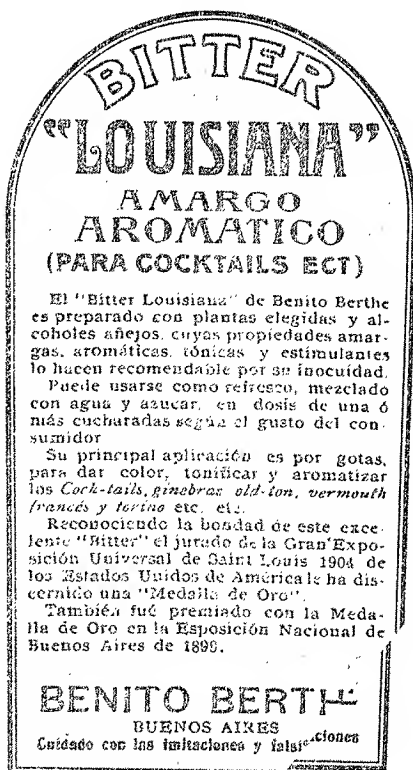 BITTER
"LOUISIANA"
AMARGO
AROMATICO
(PARA COCKTAILS ECT)
El "Bitter Louisiana" de Benito Berthe
es preparado con plantas elegidas y al-
coholes añejos, cuyas propiedades amar-
gas, aromáticas, tónicas y estimulantes
lo hacen recomendable por su inocuidad.
Puede usarse como refresco, mezclado
con agua y azucar, en dosis de una ó
más cucharadas según el gusto del con-
sumidor
Su principal aplicación es por gotas,
para dar color, tonificar y aromatizar
los Cock-tails, ginebras old-ton, vermouth
francés y torino etc. etc.
Reconociendo la bondad de este exce-
lente "Bitter" el jurado de la Gran Expo-
sición Universal de Saint Louis 1904 de
los Estados Unidos de América le ha dis-
cernido una "Medalla de Oro".
También fué premiado con la Meda-
lla de Oro en la Esposición Nacional de
Buenos Aires de 1898.
BENITO BERTHE
BUENOS AIRES
Cuidado con las imitaciones y falsificaciones